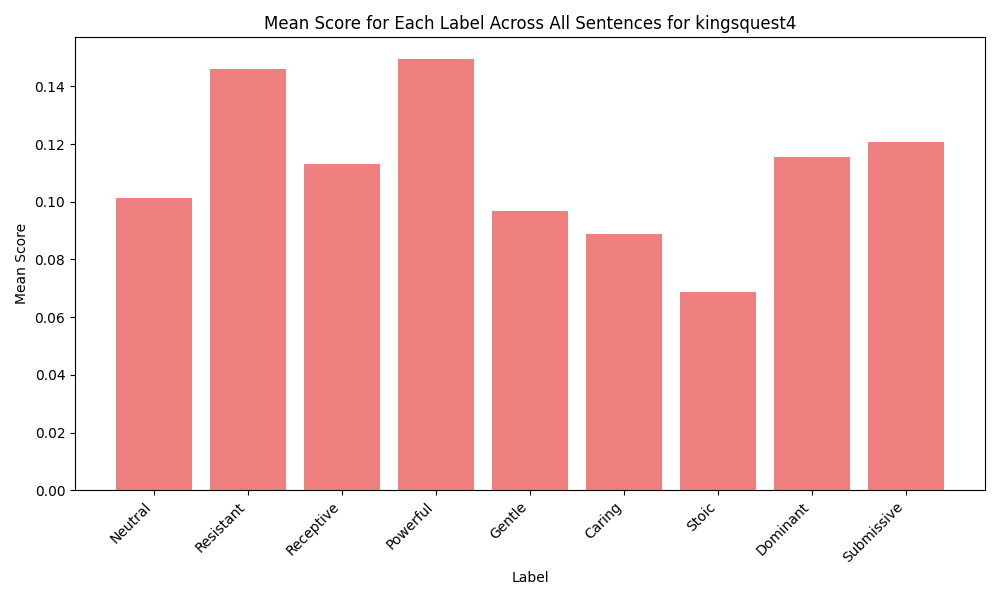 Mean Score for Each Label Across All Sentences for kingsquest4
Mean Score
0.14
0.12
0.10
0.08
0.06
0.04
0.02
0.00
Neutral
Resistant
Receptive
Powerful
Gentle
Caring
Stoic
Dominant
Submissive
Label